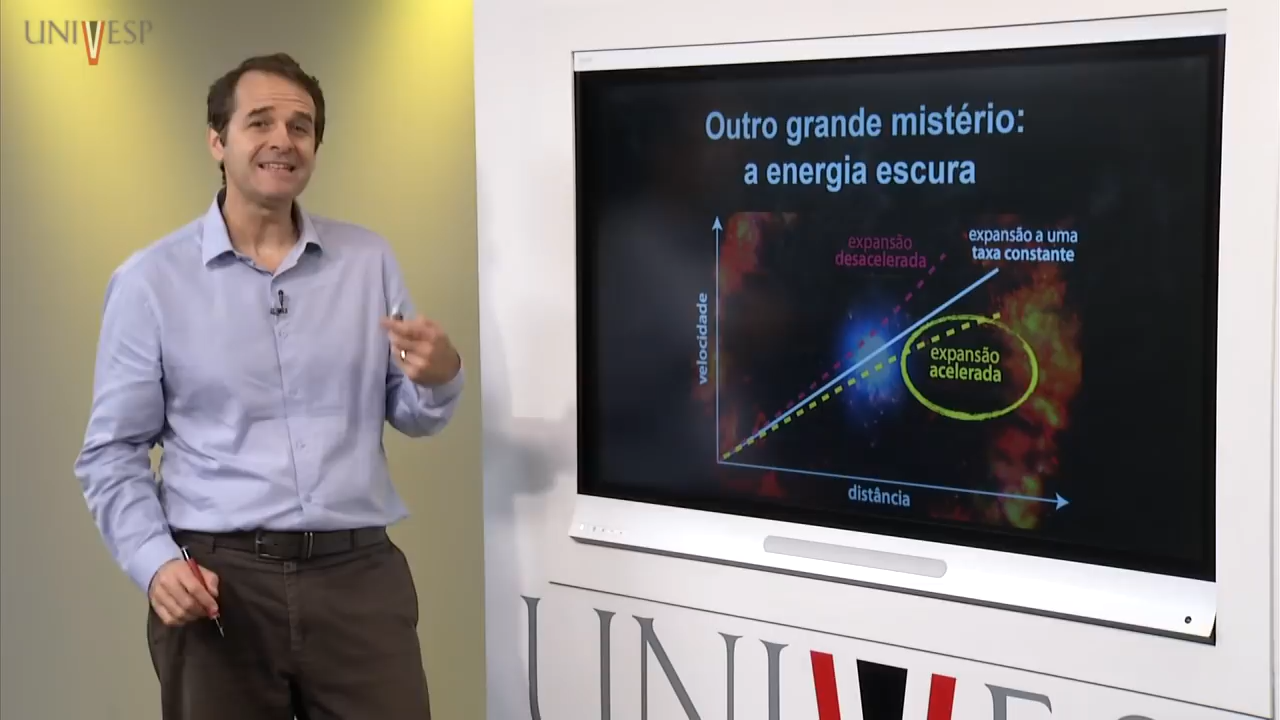 UNIVESP
Outro grande mistério:
a energia escura
expansão
desacelerada
expansão a uma
taxa constante
velocidade
expansão
acelerada
distância
UNIVESP